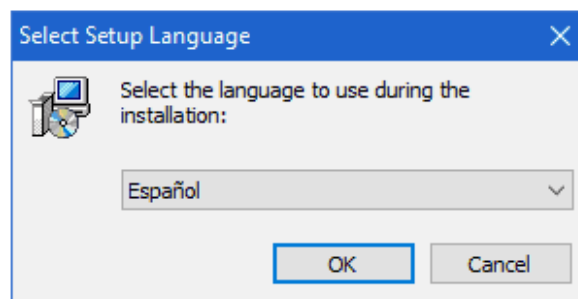 Select Setup Language
Select the language to use during the
installation:
Español
OK
Cancel